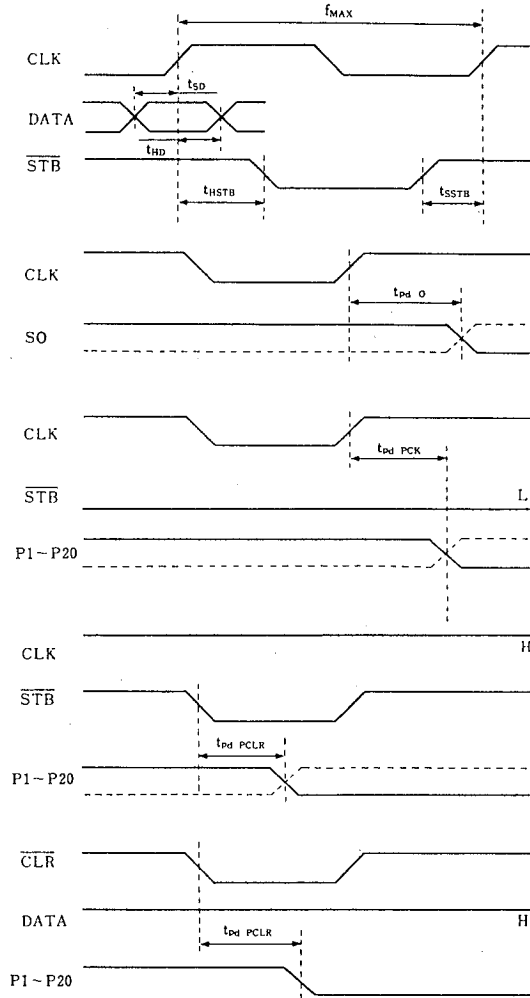 fMAX
CLK
tSD
DATA
tHD
STB
tHSTB
tSSTB
CLK
tPd O
SO
CLK
tPd PCK
STB
L
P1~P20
CLK
H
STB
tPd PCLR
P1~P20
CLR
DATA
H
tPd PCLR
P1~P20